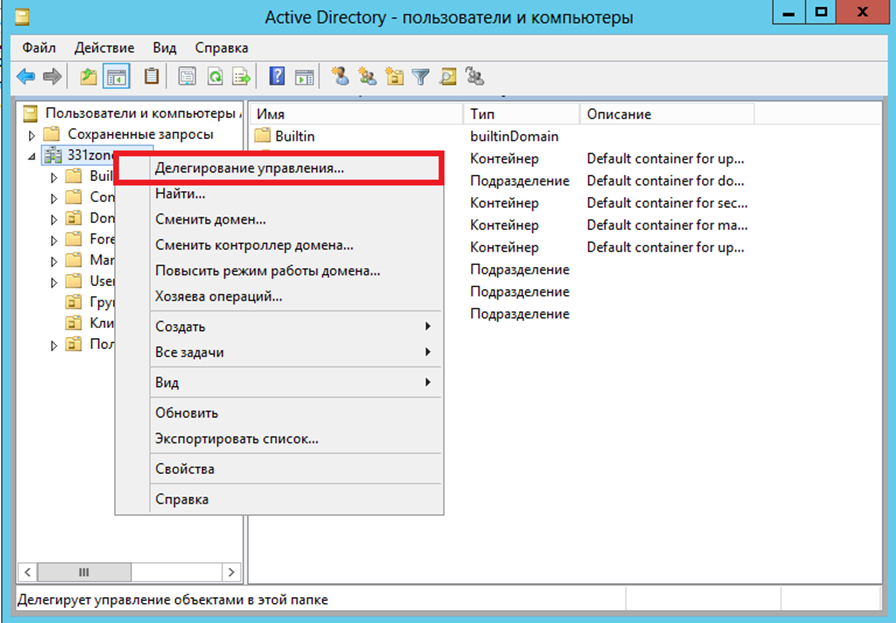 Active Directory - пользователи и компьютеры
Файл Действие Вид Справка
Пользователи и компьютеры
Сохраненные запросы
331zone
Buil
Con
Don
Fore
Mar
User
Груп
Кли
Пол
Имя Тип Описание
Builtin builtinDomain
Контейнер Default container for up...
Подразделение Default container for do...
Контейнер Default container for sec...
Контейнер Default container for ma...
Контейнер Default container for up...
Подразделение
Подразделение
Подразделение
Делегирование управления...
Найти...
Сменить домен...
Сменить контроллер домена...
Повысить режим работы домена...
Хозяева операций...
Создать
Все задачи
Вид
Обновить
Экспортировать список...
Свойства
Справка
Делегирует управление объектами в этой папке